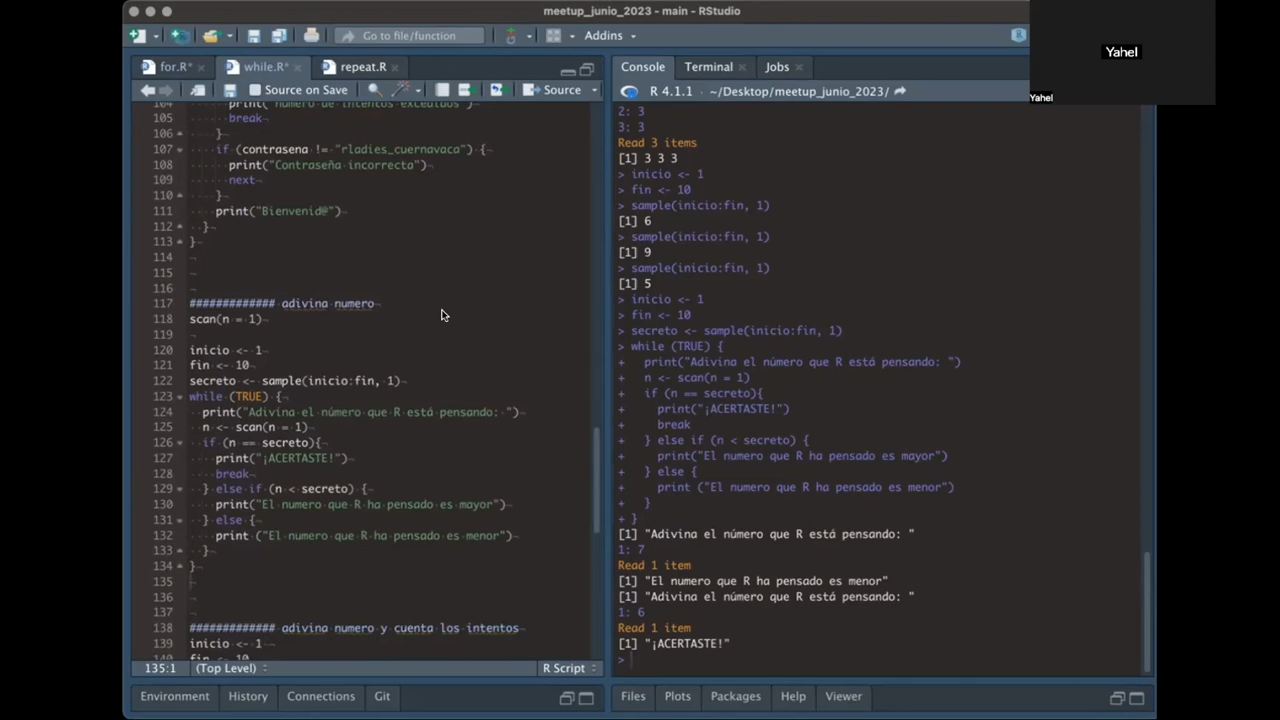 meetup_junio_2023 - main - RStudio
Go to file/function
Addins
for.R*
while.R*
repeat.R
Source on Save
Source
104 print("numero de intentos excedidos")
105 break
106 }
107 if (contrasena != "rladies_cuernavaca") {
108 print("Contraseña incorrecta")
109 next
110 }
111 print("Bienvenid@")
112 }
113 }
114
115
116
117 ############# adivina numero
118 scan(n = 1)
119
120 inicio <- 1
121 fin <- 10
122 secreto <- sample(inicio:fin, 1)
123 while (TRUE) {
124 print("Adivina el número que R está pensando: ")
125 n <- scan(n = 1)
126 if (n == secreto){
127 print("¡ACERTASTE!")
128 break
129 } else if (n < secreto) {
130 print("El numero que R ha pensado es mayor")
131 } else {
132 print ("El numero que R ha pensado es menor")
133 }
134 }
135
136
137
138 ############# adivina numero y cuenta los intentos
139 inicio <- 1
140 fin <- 10
135:1
(Top Level)
R Script
Environment
History
Connections
Git
Console
Terminal
Jobs
R 4.1.1 · ~/Desktop/meetup_junio_2023/
2: 3
3: 3
Read 3 items
[1] 3 3 3
> inicio <- 1
> fin <- 10
> sample(inicio:fin, 1)
[1] 6
> sample(inicio:fin, 1)
[1] 9
> sample(inicio:fin, 1)
[1] 5
> inicio <- 1
> fin <- 10
> secreto <- sample(inicio:fin, 1)
> while (TRUE) {
+ print("Adivina el número que R está pensando: ")
+ n <- scan(n = 1)
+ if (n == secreto){
+ print("¡ACERTASTE!")
+ break
+ } else if (n < secreto) {
+ print("El numero que R ha pensado es mayor")
+ } else {
+ print ("El numero que R ha pensado es menor")
+ }
+ }
[1] "Adivina el número que R está pensando: "
1: 7
Read 1 item
[1] "El numero que R ha pensado es menor"
[1] "Adivina el número que R está pensando: "
1: 6
Read 1 item
[1] "¡ACERTASTE!"
>
Files
Plots
Packages
Help
Viewer
Yahel
Yahel